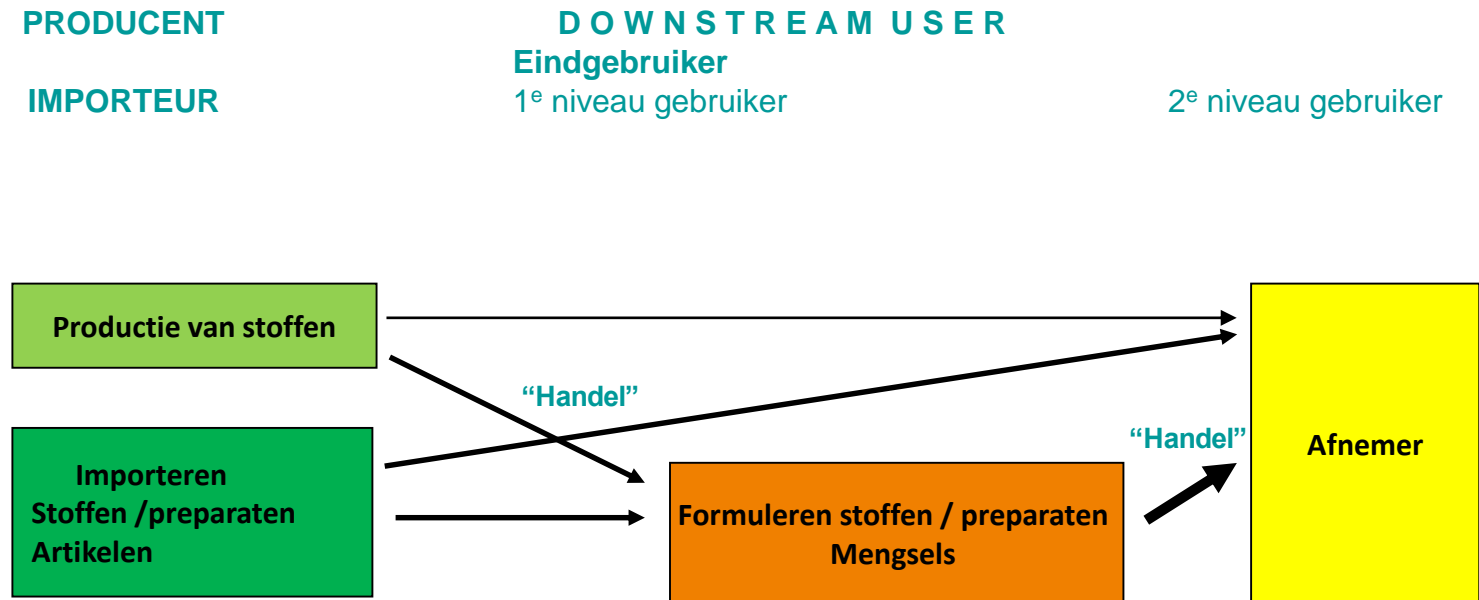 PRODUCENT
D O W N S T R E A M U S E R
Eindgebruiker
IMPORTEUR
1e niveau gebruiker
2e niveau gebruiker
Productie van stoffen
“Handel”
“Handel”
Importeren
Stoffen /preparaten
Artikelen
Formuleren stoffen / preparaten
Mengsels
Afnemer